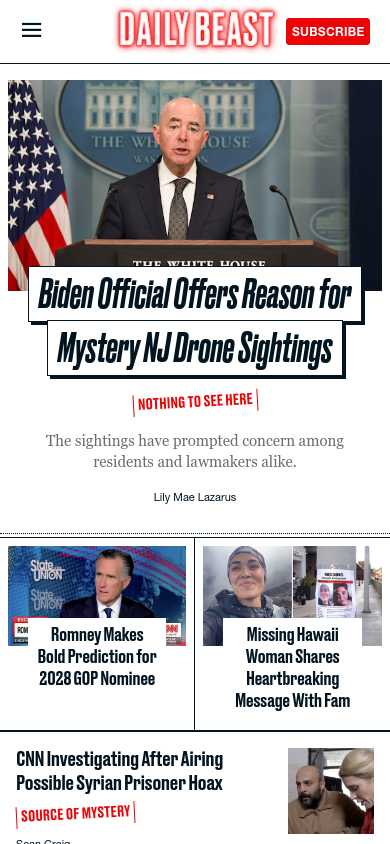 DAILY BEAST
SUBSCRIBE
THE WHITE HOUSE
WASHINGTON
THE WHITE HOUSE
Biden Official Offers Reason for
Mystery NJ Drone Sightings
NOTHING TO SEE HERE
The sightings have prompted concern among
residents and lawmakers alike.
Lily Mae Lazarus
STATE OF THE
UNION
STATE
UNION
Romney Makes
Bold Prediction for
2028 GOP Nominee
MISSING
Missing Hawaii
Woman Shares
Heartbreaking
Message With Fam
CNN Investigating After Airing
Possible Syrian Prisoner Hoax
SOURCE OF MYSTERY
Sean Craig